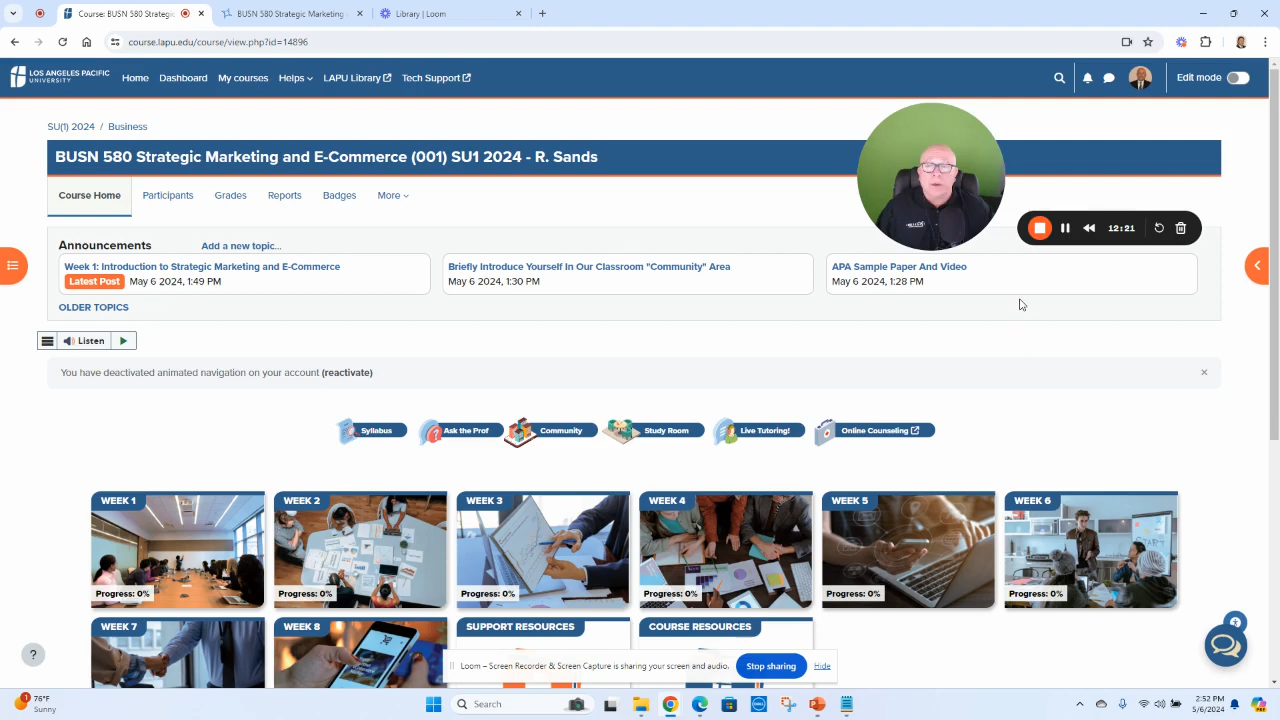 Course: BUSN 580 Strategic
BUSN 580 Strategic Marketing
Library | Loom
course.lapu.edu/course/view.php?id=14896
LOS ANGELES PACIFIC
UNIVERSITY
Home Dashboard My courses Helps LAPU Library Tech Support
Edit mode
SU(1) 2024 / Business
BUSN 580 Strategic Marketing and E-Commerce (001) SU1 2024 - R. Sands
Course Home Participants Grades Reports Badges More
12:21
Announcements Add a new topic...
Week 1: Introduction to Strategic Marketing and E-Commerce
Latest Post May 6 2024, 1:49 PM
Briefly Introduce Yourself In Our Classroom "Community" Area
May 6 2024, 1:30 PM
APA Sample Paper And Video
May 6 2024, 1:28 PM
OLDER TOPICS
Listen
You have deactivated animated navigation on your account (reactivate)
Syllabus Ask the Prof Community Study Room Live Tutoring! Online Counseling
WEEK 1 WEEK 2 WEEK 3 WEEK 4 WEEK 5 WEEK 6
Progress: 0% Progress: 0% Progress: 0% Progress: 0% Progress: 0% Progress: 0%
WEEK 7 WEEK 8 SUPPORT RESOURCES COURSE RESOURCES
Loom – Screen Recorder & Screen Capture is sharing your screen and audio. Stop sharing Hide
?
1
76°F
Sunny
Search
2:52 PM
5/6/2024